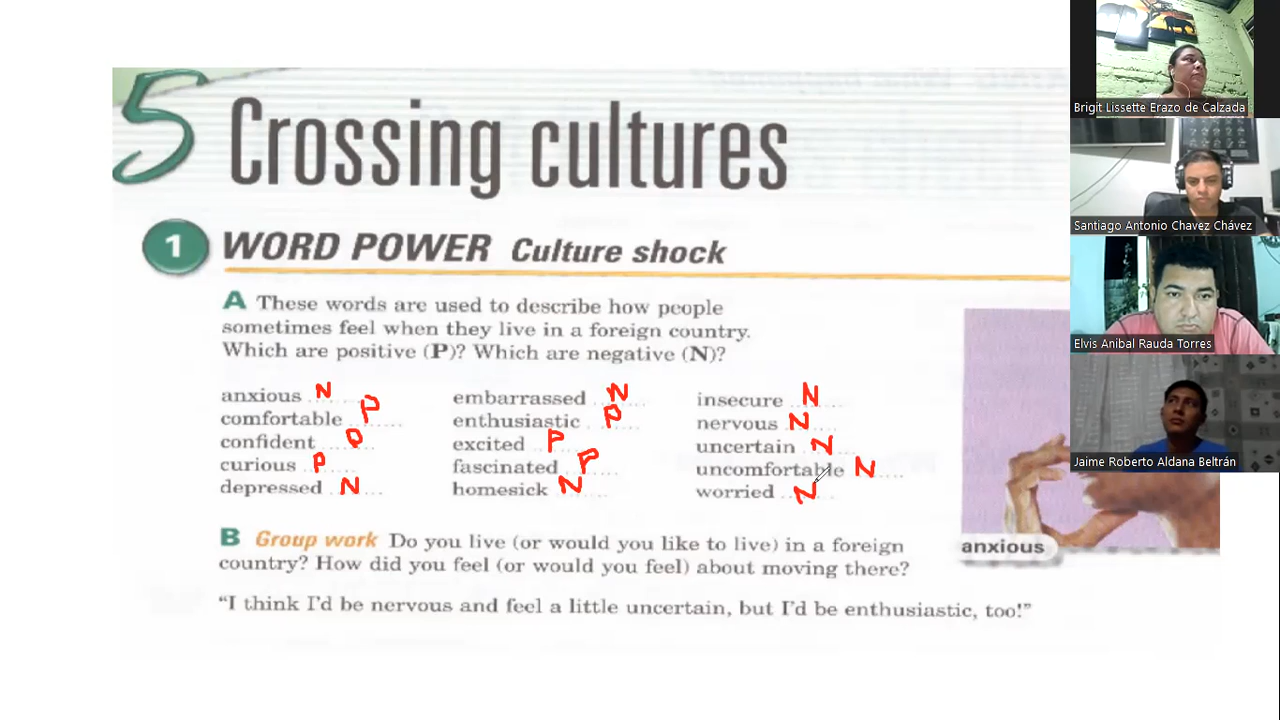 5 Crossing cultures
1 WORD POWER Culture shock
A These words are used to describe how people
sometimes feel when they live in a foreign country.
Which are positive (P)? Which are negative (N)?
anxious N
comfortable P
confident P
curious P
depressed N
embarrassed N
enthusiastic P
excited P
fascinated P
homesick N
insecure N
nervous N
uncertain N
uncomfortable N
worried N
anxious
B Group work Do you live (or would you like to live) in a foreign
country? How did you feel (or would you feel) about moving there?
"I think I'd be nervous and feel a little uncertain, but I'd be enthusiastic, too!"
Brigit Lissette Erazo de Calzada
Santiago Antonio Chavez Chávez
Elvis Anibal Rauda Torres
Jaime Roberto Aldana Beltrán